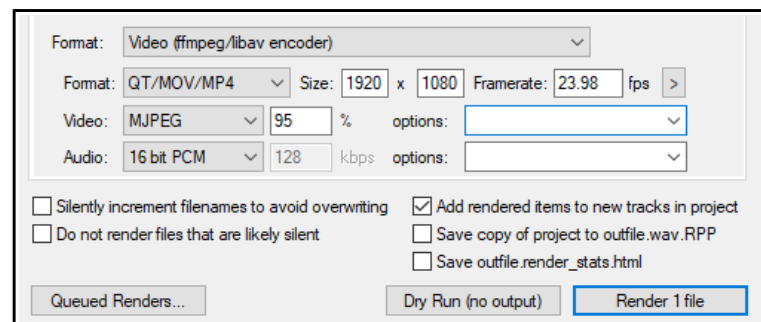 Format: Video (ffmpeg/libav encoder)
Format: QT/MOV/MP4 Size: 1920 x 1080 Framerate: 23.98 fps >
Video: MJPEG 95 % options:
Audio: 16 bit PCM 128 kbps options:
Silently increment filenames to avoid overwriting Add rendered items to new tracks in project
Do not render files that are likely silent Save copy of project to outfile.wav.RPP
Save outfile.render_stats.html
Queued Renders... Dry Run (no output) Render 1 file